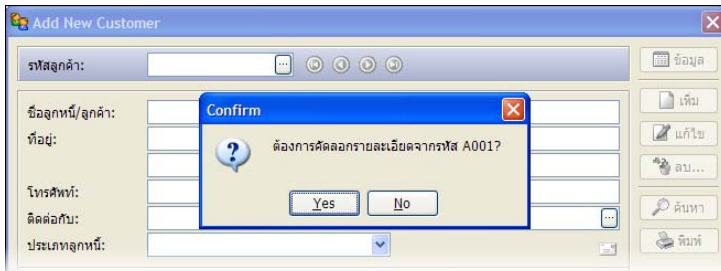 Add New Customer
รหัสลูกค้า:
ข้อมูล
ชื่อลูกหนี้/ลูกค้า:
ที่อยู่:
โทรศัพท์:
ติดต่อกับ:
ประเภทลูกหนี้:
Confirm
ต้องการคัดลอกรายละเอียดจากรหัส A001?
Yes No
เพิ่ม
แก้ไข
ลบ...
ค้นหา
พิมพ์